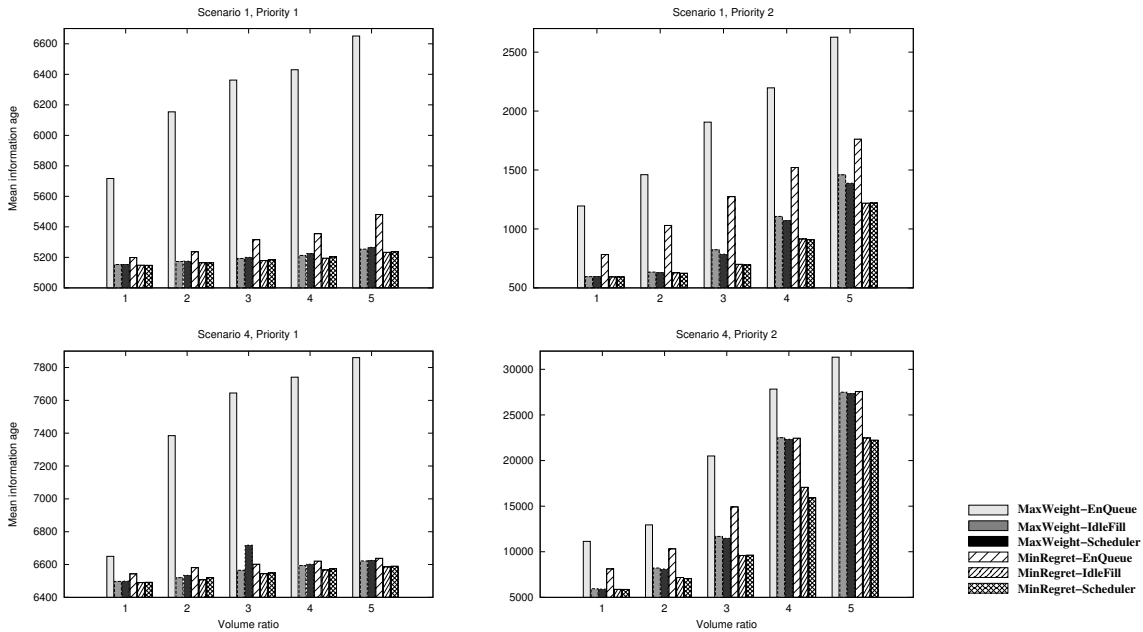 Scenario 1, Priority 1
Mean information age
6600
6400
6200
6000
5800
5600
5400
5200
5000
1 2 3 4 5
Scenario 1, Priority 2
2500
2000
1500
1000
500
1 2 3 4 5
Scenario 4, Priority 1
Mean information age
7800
7600
7400
7200
7000
6800
6600
6400
1 2 3 4 5
Volume ratio
Scenario 4, Priority 2
30000
25000
20000
15000
10000
5000
1 2 3 4 5
Volume ratio
MaxWeight-EnQueue
MaxWeight-IdleFill
MaxWeight-Scheduler
MinRegret-EnQueue
MinRegret-IdleFill
MinRegret-Scheduler